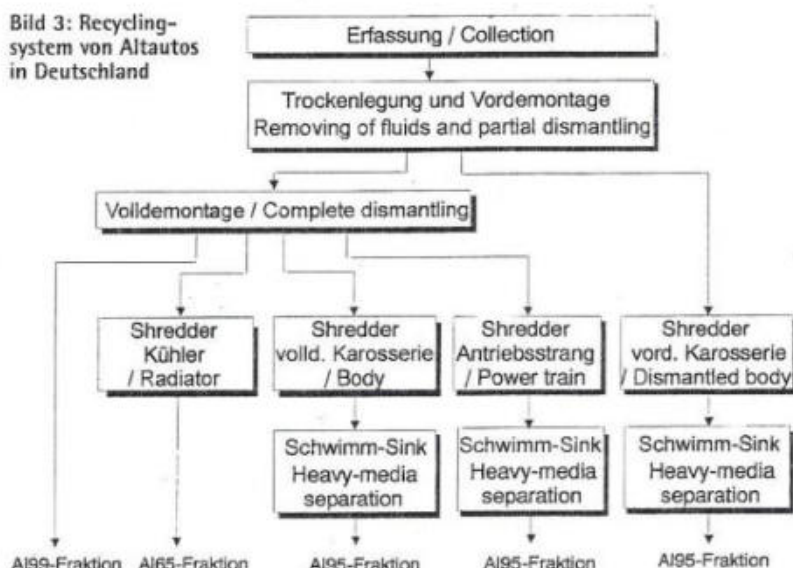 Bild 3: Recycling-
system von Altautos
in Deutschland
Erfassung / Collection
Trockenlegung und Vordemontage
Removing of fluids and partial dismantling
Volldemontage / Complete dismantling
Shredder
Kühler
/ Radiator
Shredder
volld. Karosserie
/ Body
Shredder
Antriebsstrang
/ Power train
Shredder
vord. Karosserie
/ Dismantled body
Schwimm-Sink
Heavy-media
separation
Schwimm-Sink
Heavy-media
separation
Schwimm-Sink
Heavy-media
separation
Al99-Fraktion
Al65-Fraktion
Al95-Fraktion
Al95-Fraktion
Al95-Fraktion